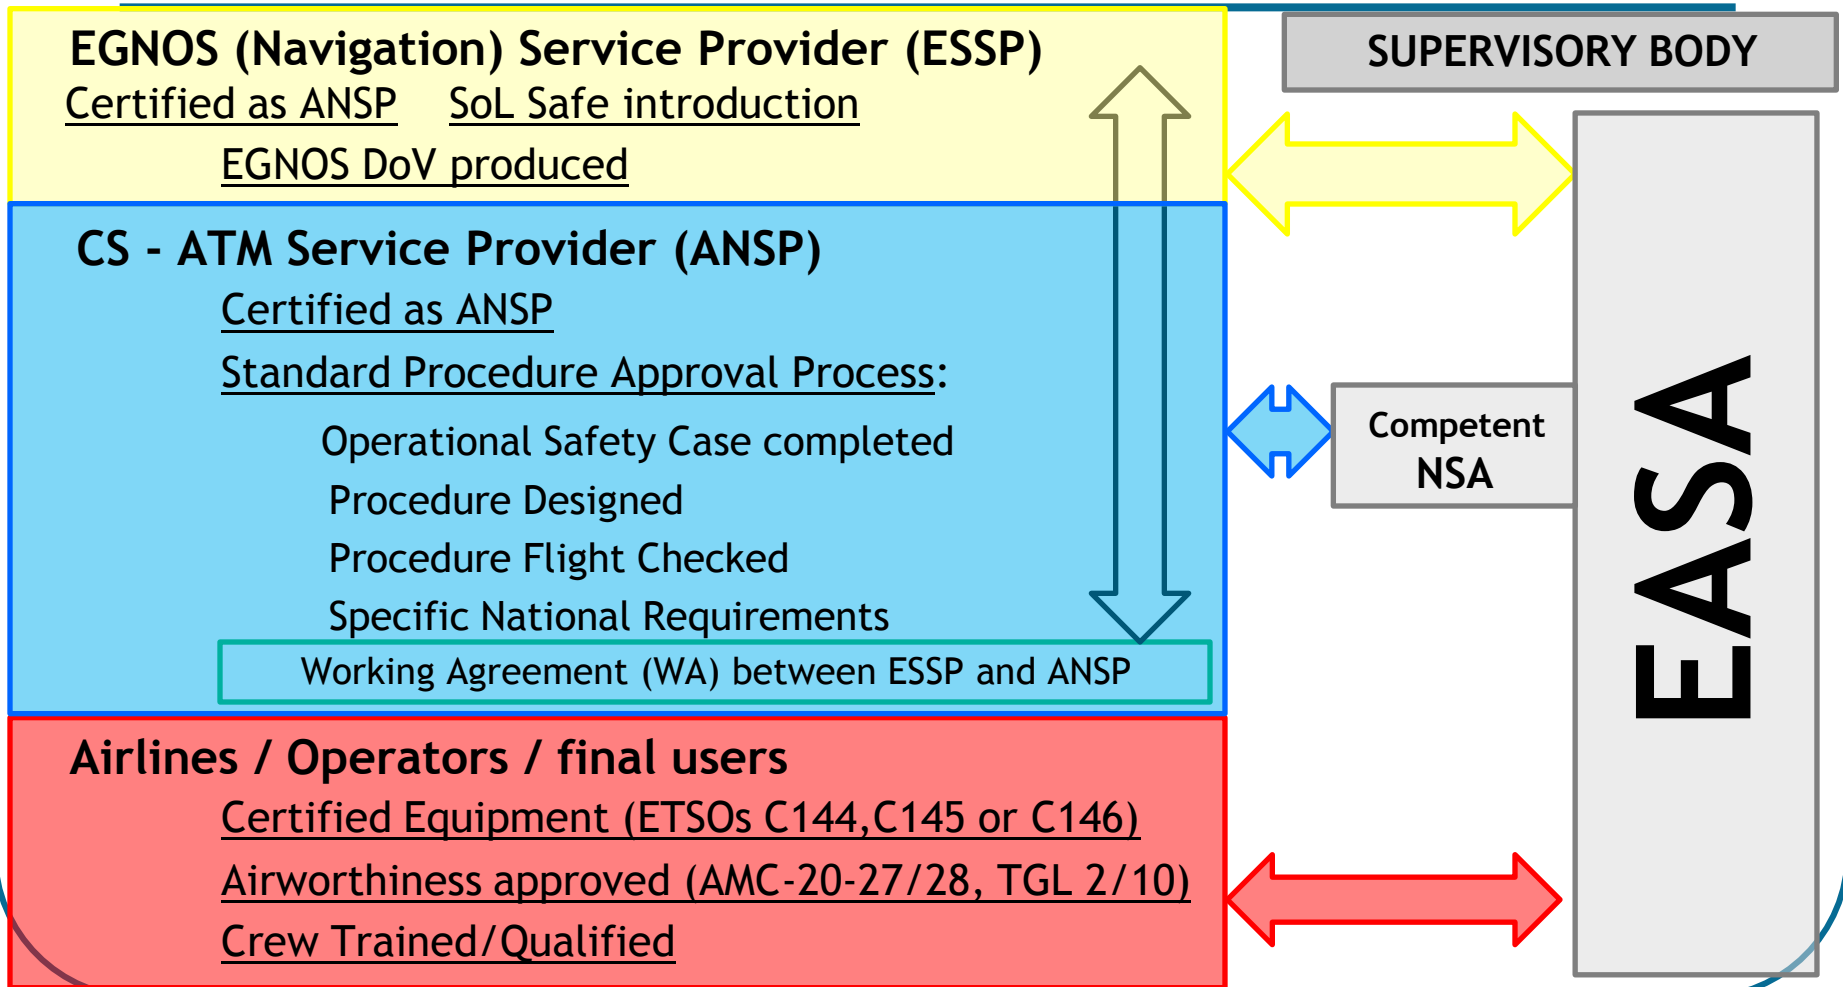 EGNOS (Navigation) Service Provider (ESSP)
Certified as ANSP SoL Safe introduction
EGNOS DoV produced
CS - ATM Service Provider (ANSP)
Certified as ANSP
Standard Procedure Approval Process:
Operational Safety Case completed
Procedure Designed
Procedure Flight Checked
Specific National Requirements
Working Agreement (WA) between ESSP and ANSP
Airlines / Operators / final users
Certified Equipment (ETSOs C144,C145 or C146)
Airworthiness approved (AMC-20-27/28, TGL 2/10)
Crew Trained/Qualified
SUPERVISORY BODY
Competent
NSA
EASA